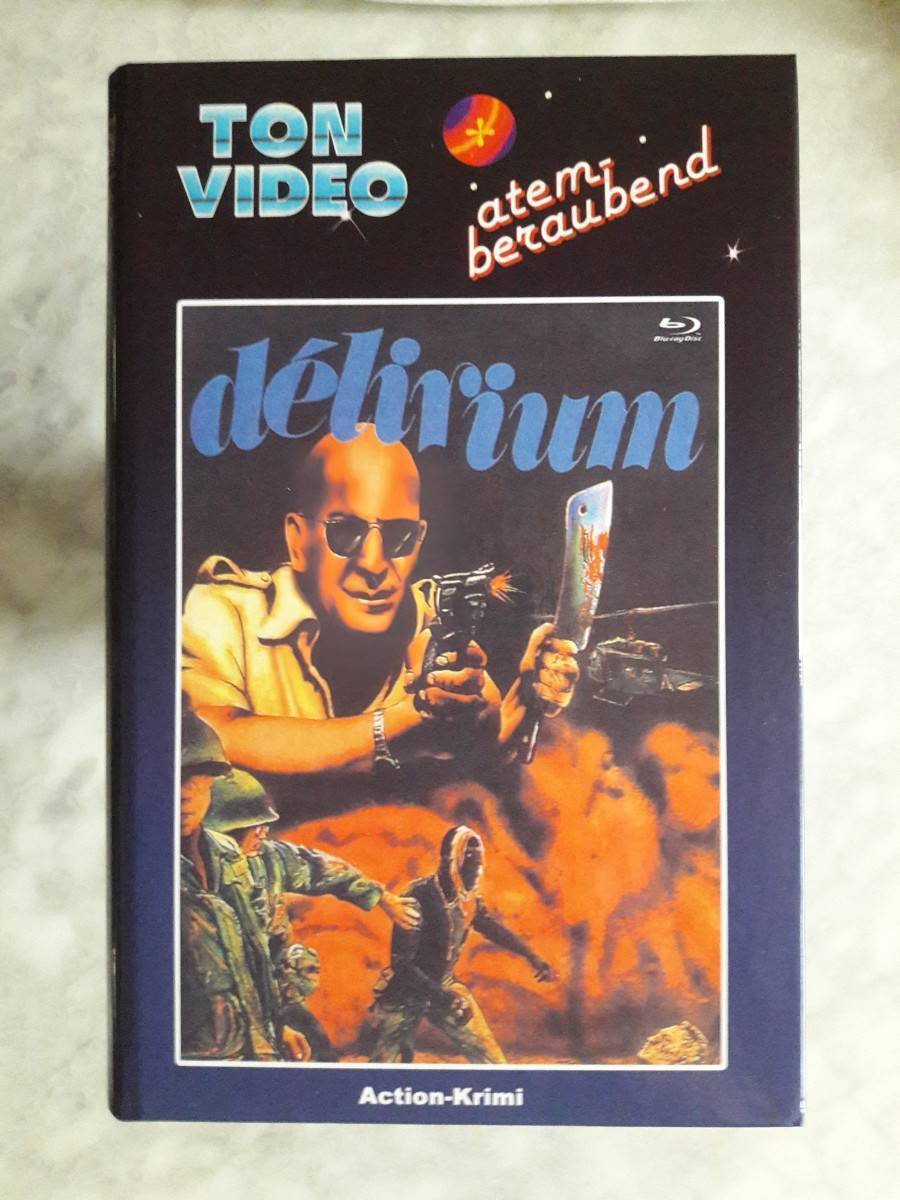 TON
VIDEO
atem-
beraubend
Blu-ray Disc
délirium
Action-Krimi